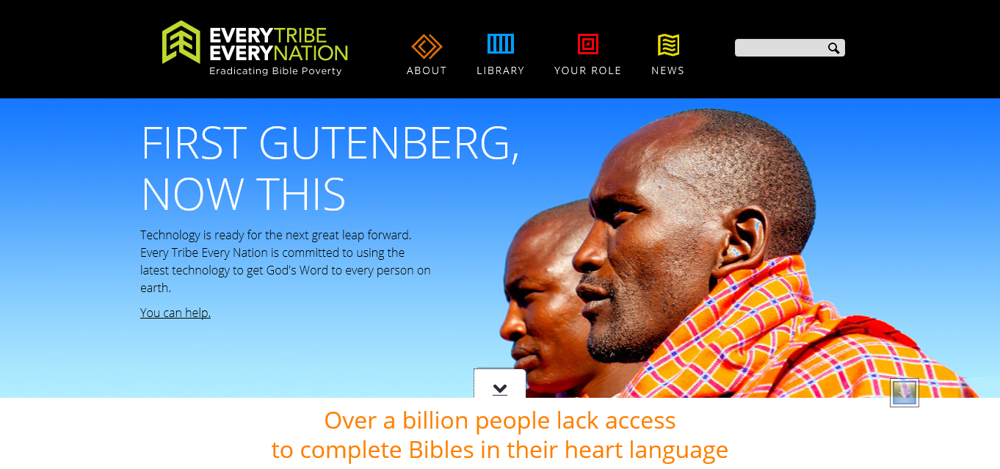 EVERYTRIBE
EVERYNATION
Eradicating Bible Poverty
ABOUT
LIBRARY
YOUR ROLE
NEWS
FIRST GUTENBERG,
NOW THIS
Technology is ready for the next great leap forward.
Every Tribe Every Nation is committed to using the
latest technology to get God's Word to every person on
earth.
You can help.
Over a billion people lack access
to complete Bibles in their heart language